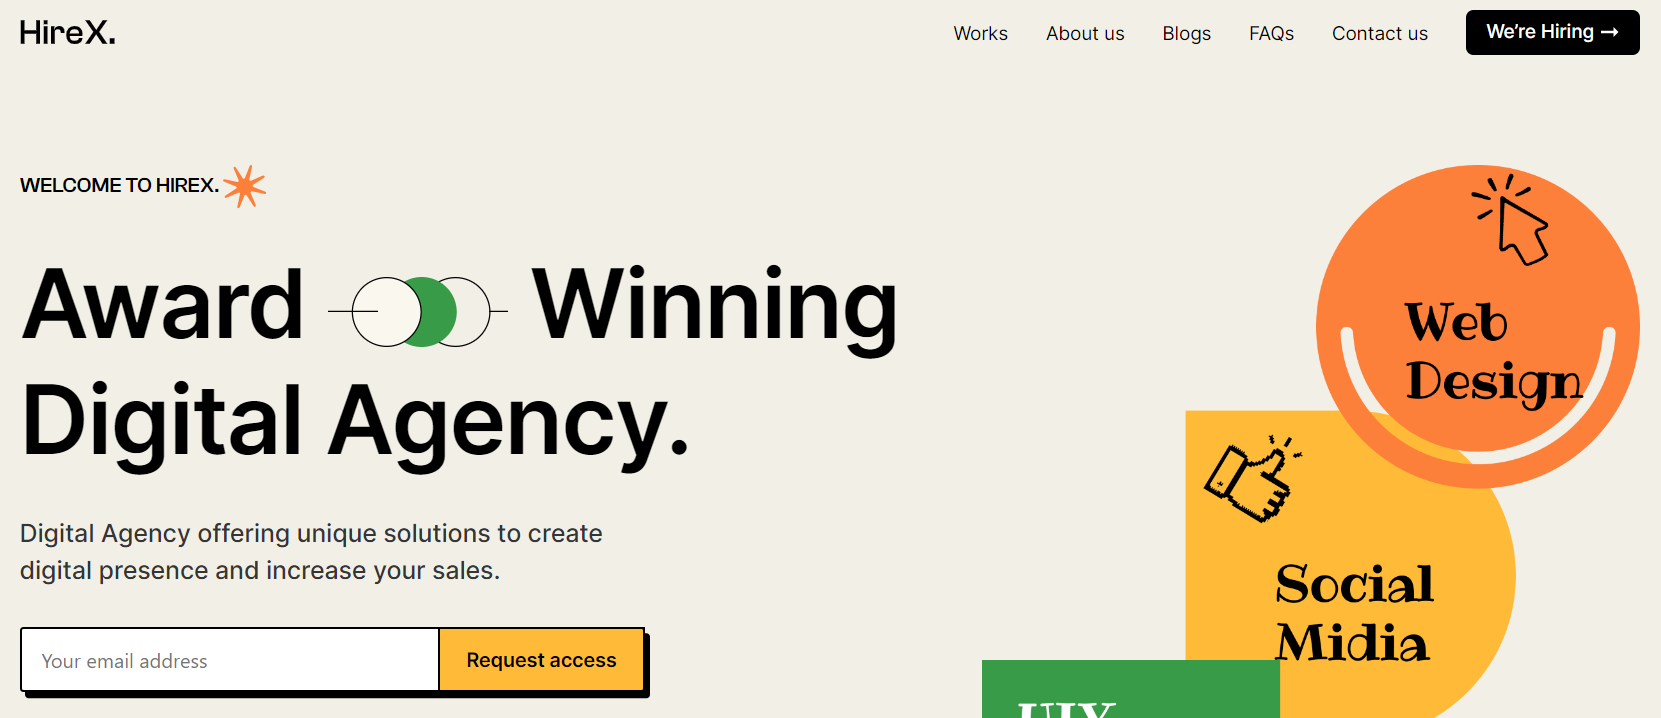 HireX.
Works
About us
Blogs
FAQs
Contact us
We're Hiring →
WELCOME TO HIREX.
Award Winning
Digital Agency.
Digital Agency offering unique solutions to create
digital presence and increase your sales.
Your email address
Request access
Web
Design
Social
Midia